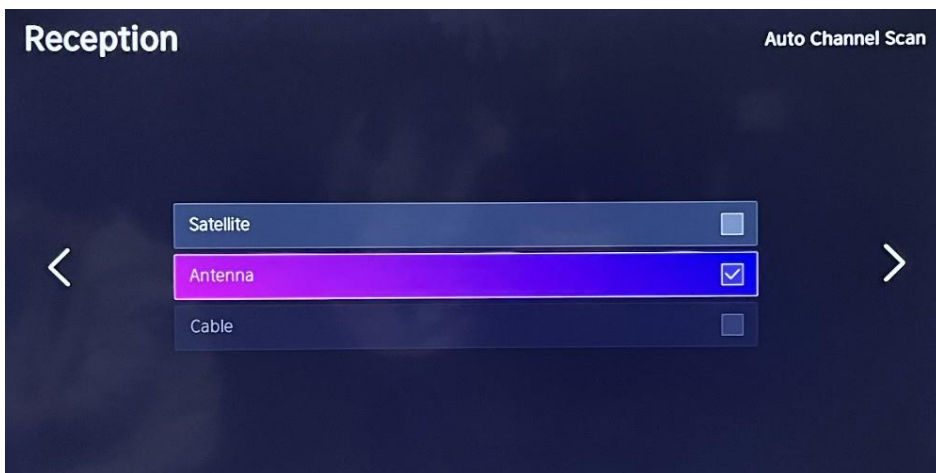 Reception
Auto Channel Scan
Satellite
Antenna
Cable